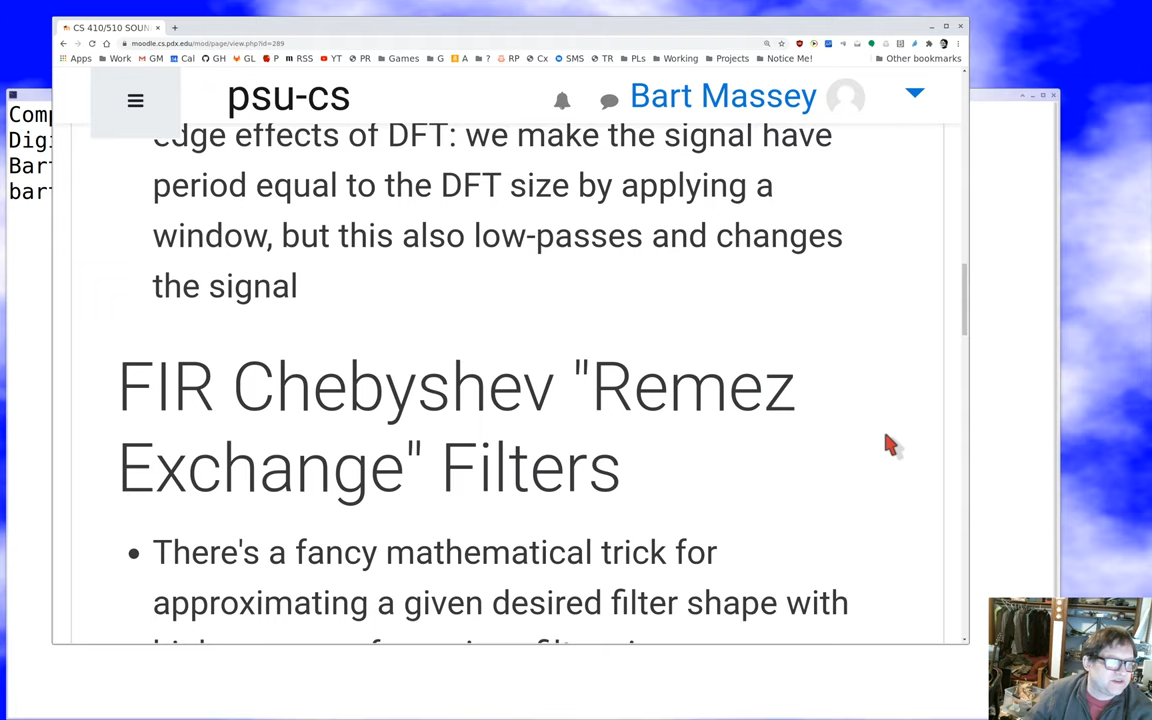 CS 410/510 SOUN
moodle.cs.pdx.edu/mod/page/view.php?id=289
Apps Work GM Cal GH GL P RSS YT PR Games G A ? RP Cx SMS TR PLs Working Projects Notice Me! Other bookmarks
psu-cs Bart Massey
Comp
Digi
Bar
bart
edge effects of DFT: we make the signal have
period equal to the DFT size by applying a
window, but this also low-passes and changes
the signal
FIR Chebyshev "Remez
Exchange" Filters
• There's a fancy mathematical trick for
approximating a given desired filter shape with